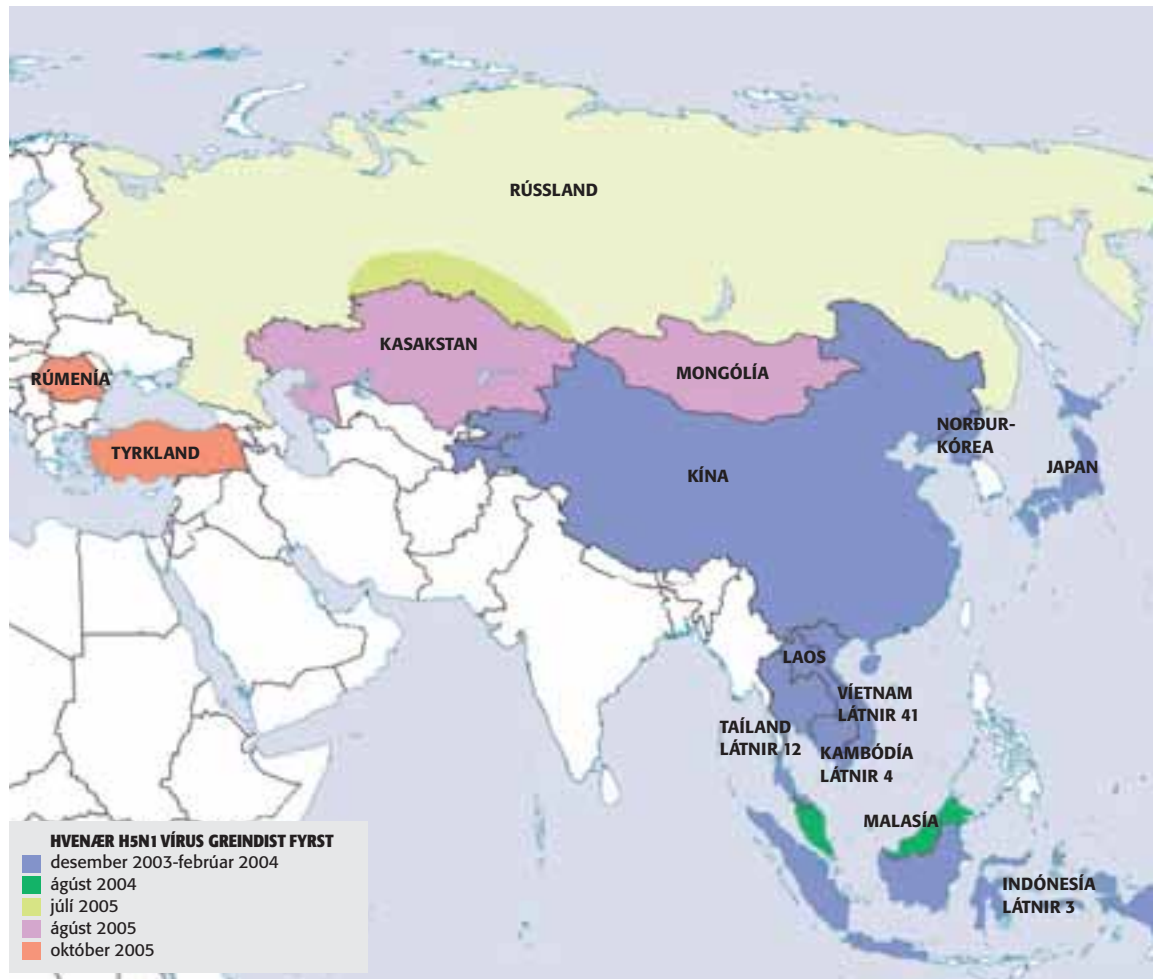 RÚSSLAND
KASAKSTAN
MONGÓLÍA
RÚMENÍA
TYRKLAND
NORÐUR-
KÓREA
JAPAN
KÍNA
LAOS
VÍETNAM
LÁTNIR 41
TAÍLAND
LÁTNIR 12
KAMBÓDÍA
LÁTNIR 4
MALASÍA
INDÓNESÍA
LÁTNIR 3
HVENÆR H5N1 VÍRUS GREINDIST FYRST
desember 2003-febrúar 2004
ágúst 2004
júlí 2005
ágúst 2005
október 2005